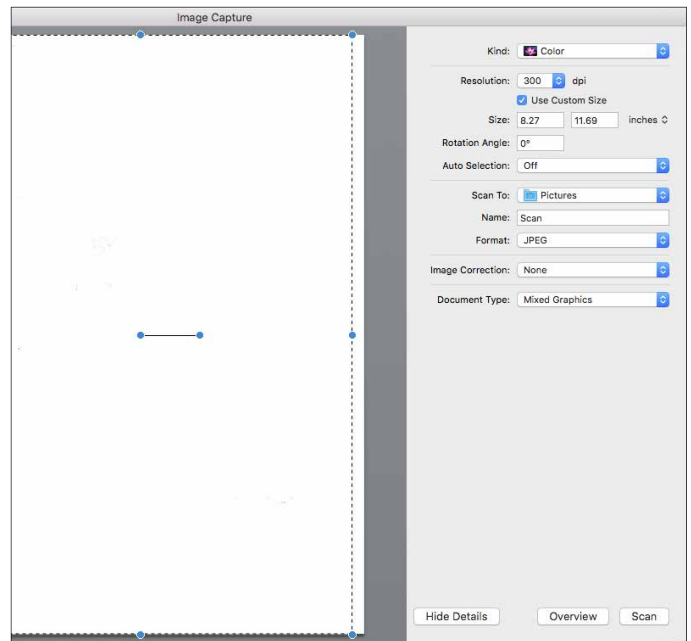 Image Capture
Kind: Color
Resolution: 300 dpi
Use Custom Size
Size: 8.27 11.69 inches
Rotation Angle: 0°
Auto Selection: Off
Scan To: Pictures
Name: Scan
Format: JPEG
Image Correction: None
Document Type: Mixed Graphics
Hide Details Overview Scan